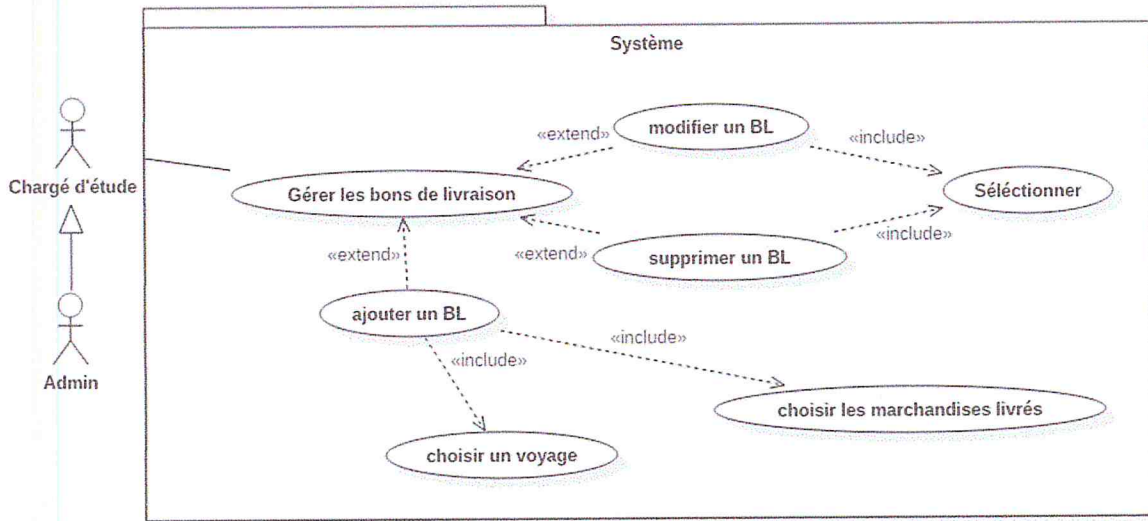 Système
modifier un BL
«extend»
«include»
Chargé d'étude
Gérer les bons de livraison
Séléctionner
«include»
«extend»
«extend»
supprimer un BL
ajouter un BL
«include»
«include»
Admin
choisir les marchandises livrés
choisir un voyage